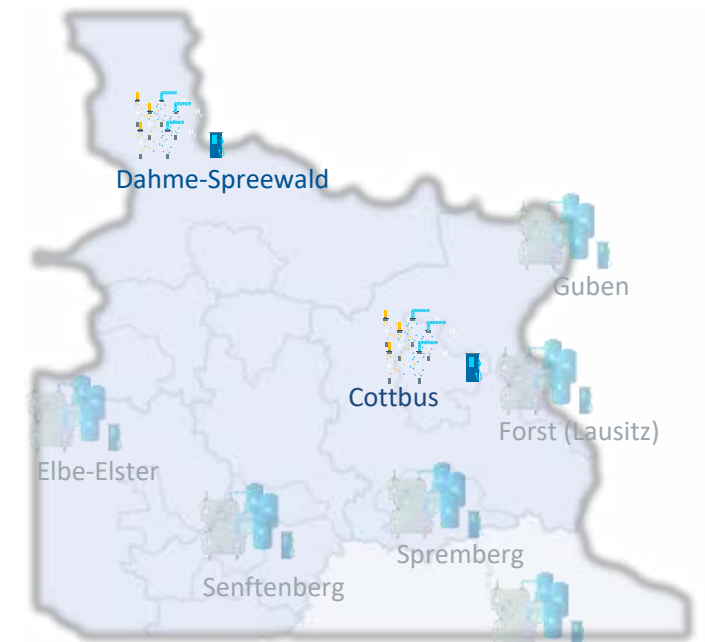 Dahme-Spreewald
Guben
Cottbus
Forst (Lausitz)
Elbe-Elster
Spremberg
Senftenberg